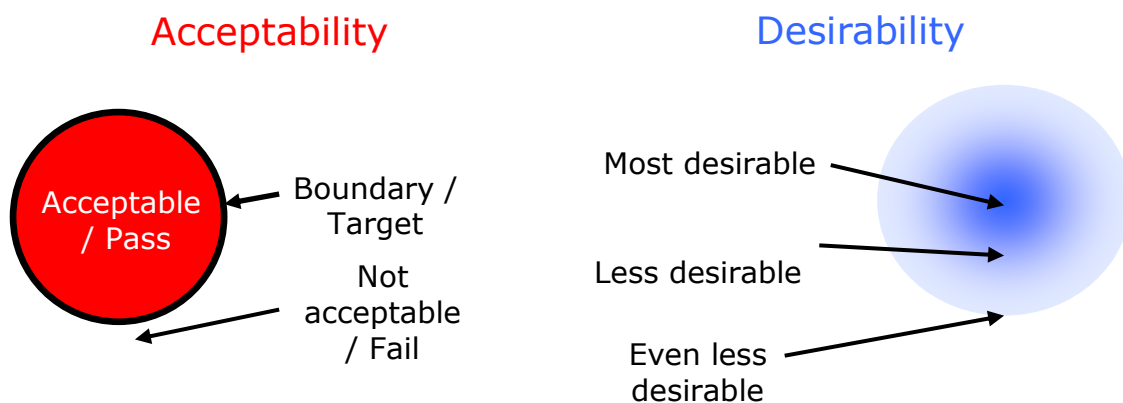 Acceptability
Acceptable
/ Pass
Boundary /
Target
Not
acceptable
/ Fail
Desirability
Most desirable
Less desirable
Even less
desirable